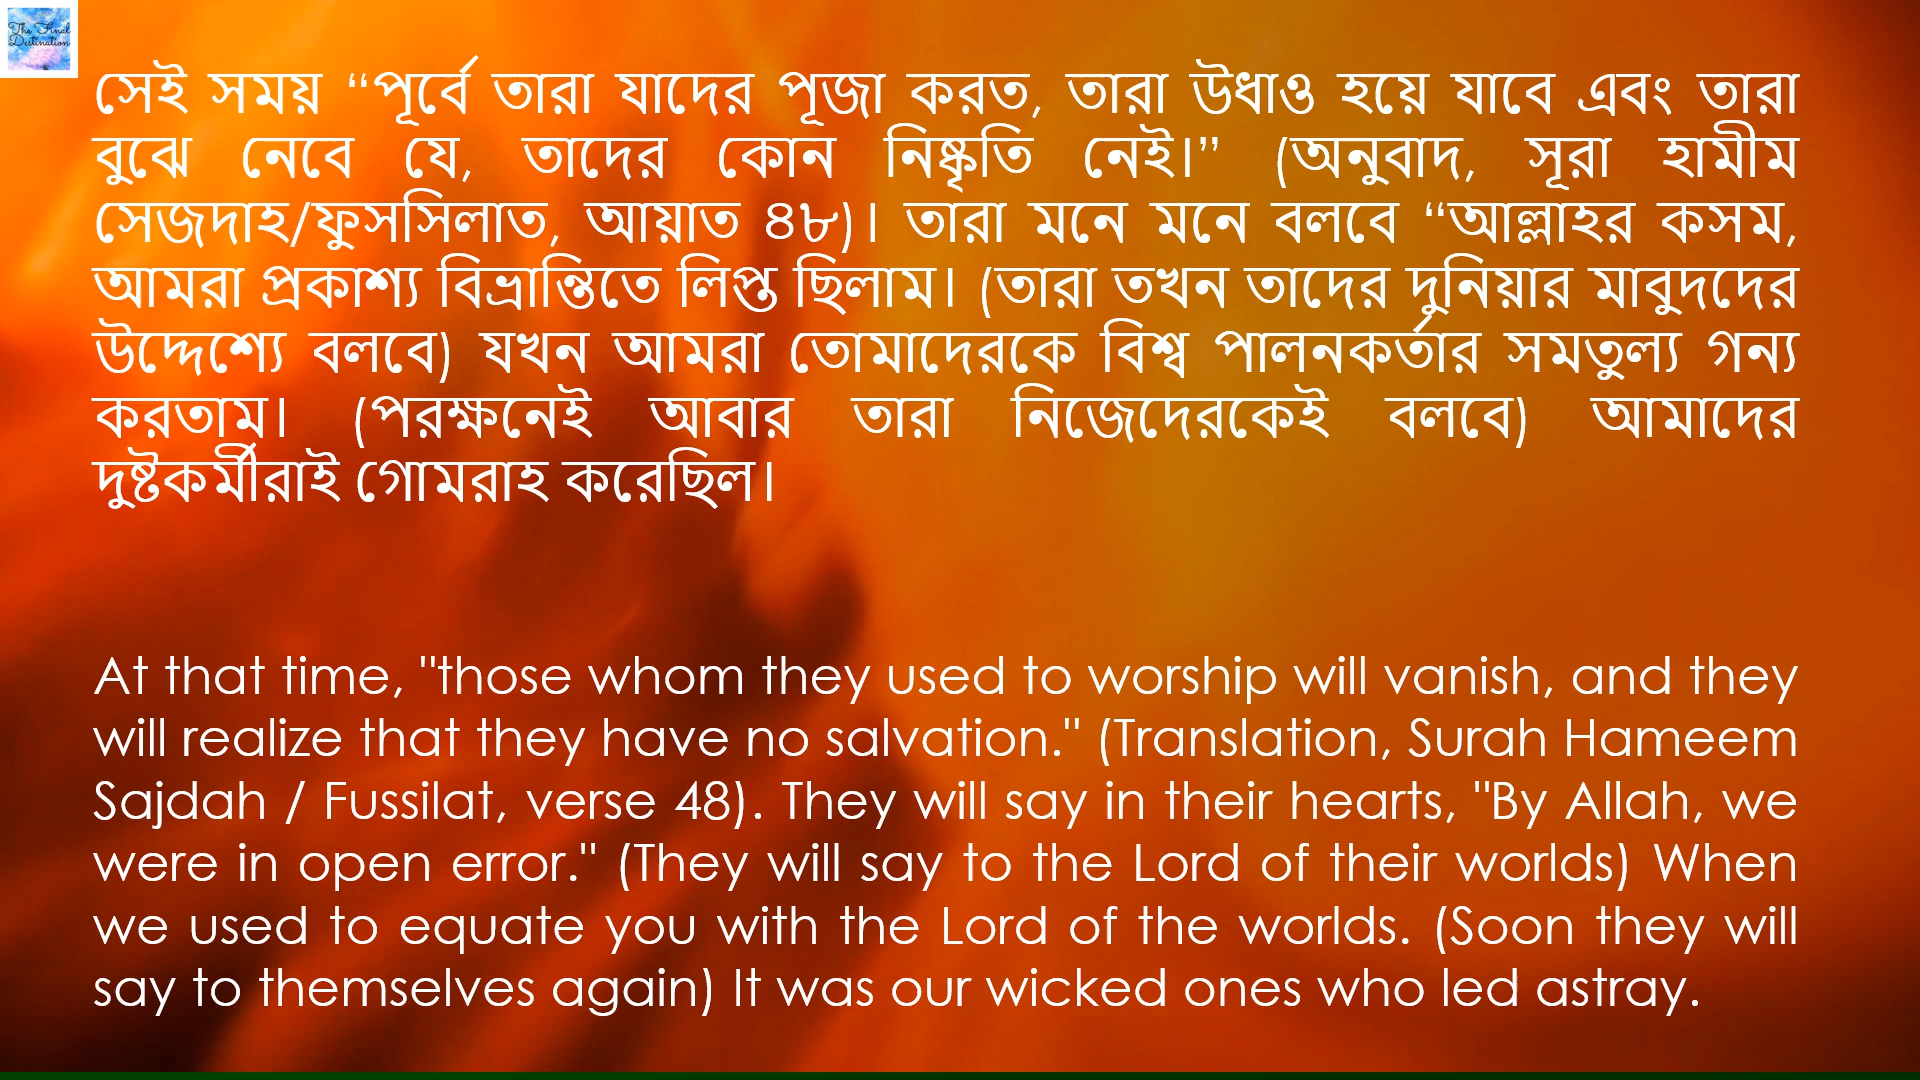 The Final
Destination
সেই সময় “পূর্বে তারা যাদের পূজা করত, তারা উধাও হয়ে যাবে এবং তারা
বুঝে নেবে যে, তাদের কোন নিষ্কৃতি নেই।” (অনুবাদ, সূরা হামীম
সেজদাহ/ফুসসিলাত, আয়াত ৪৮)। তারা মনে মনে বলবে “আল্লাহর কসম,
আমরা প্রকাশ্য বিভ্রান্তিতে লিপ্ত ছিলাম। (তারা তখন তাদের দুনিয়ার মাবুদদের
উদ্দেশ্যে বলবে) যখন আমরা তোমাদেরকে বিশ্ব পালনকর্তার সমতুল্য গন্য
করতাম। (পরক্ষনেই আবার তারা নিজেদেরকেই বলবে) আমাদের
দুষ্টকর্মীরাই গোমরাহ করেছিল।
At that time, "those whom they used to worship will vanish, and they
will realize that they have no salvation." (Translation, Surah Hameem
Sajdah / Fussilat, verse 48). They will say in their hearts, "By Allah, we
were in open error." (They will say to the Lord of their worlds) When
we used to equate you with the Lord of the worlds. (Soon they will
say to themselves again) It was our wicked ones who led astray.